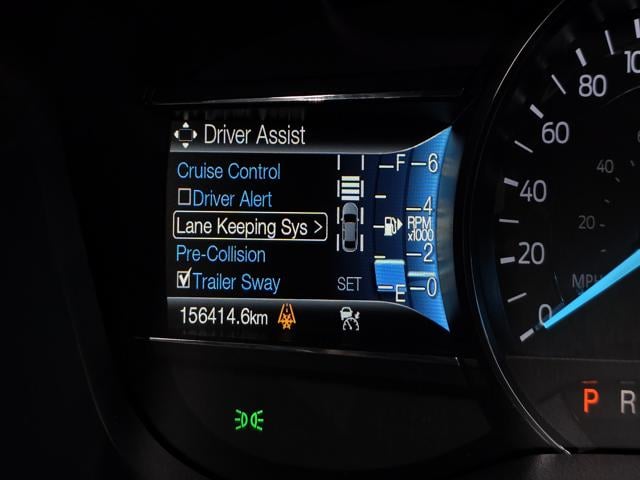 Driver Assist
Cruise Control
Driver Alert
Lane Keeping Sys >
Pre-Collision
Trailer Sway
SET
156414.6km
F
E
6
4
RPM
x1000
2
0
80
60
40
20
0
40
20
MPH
P R